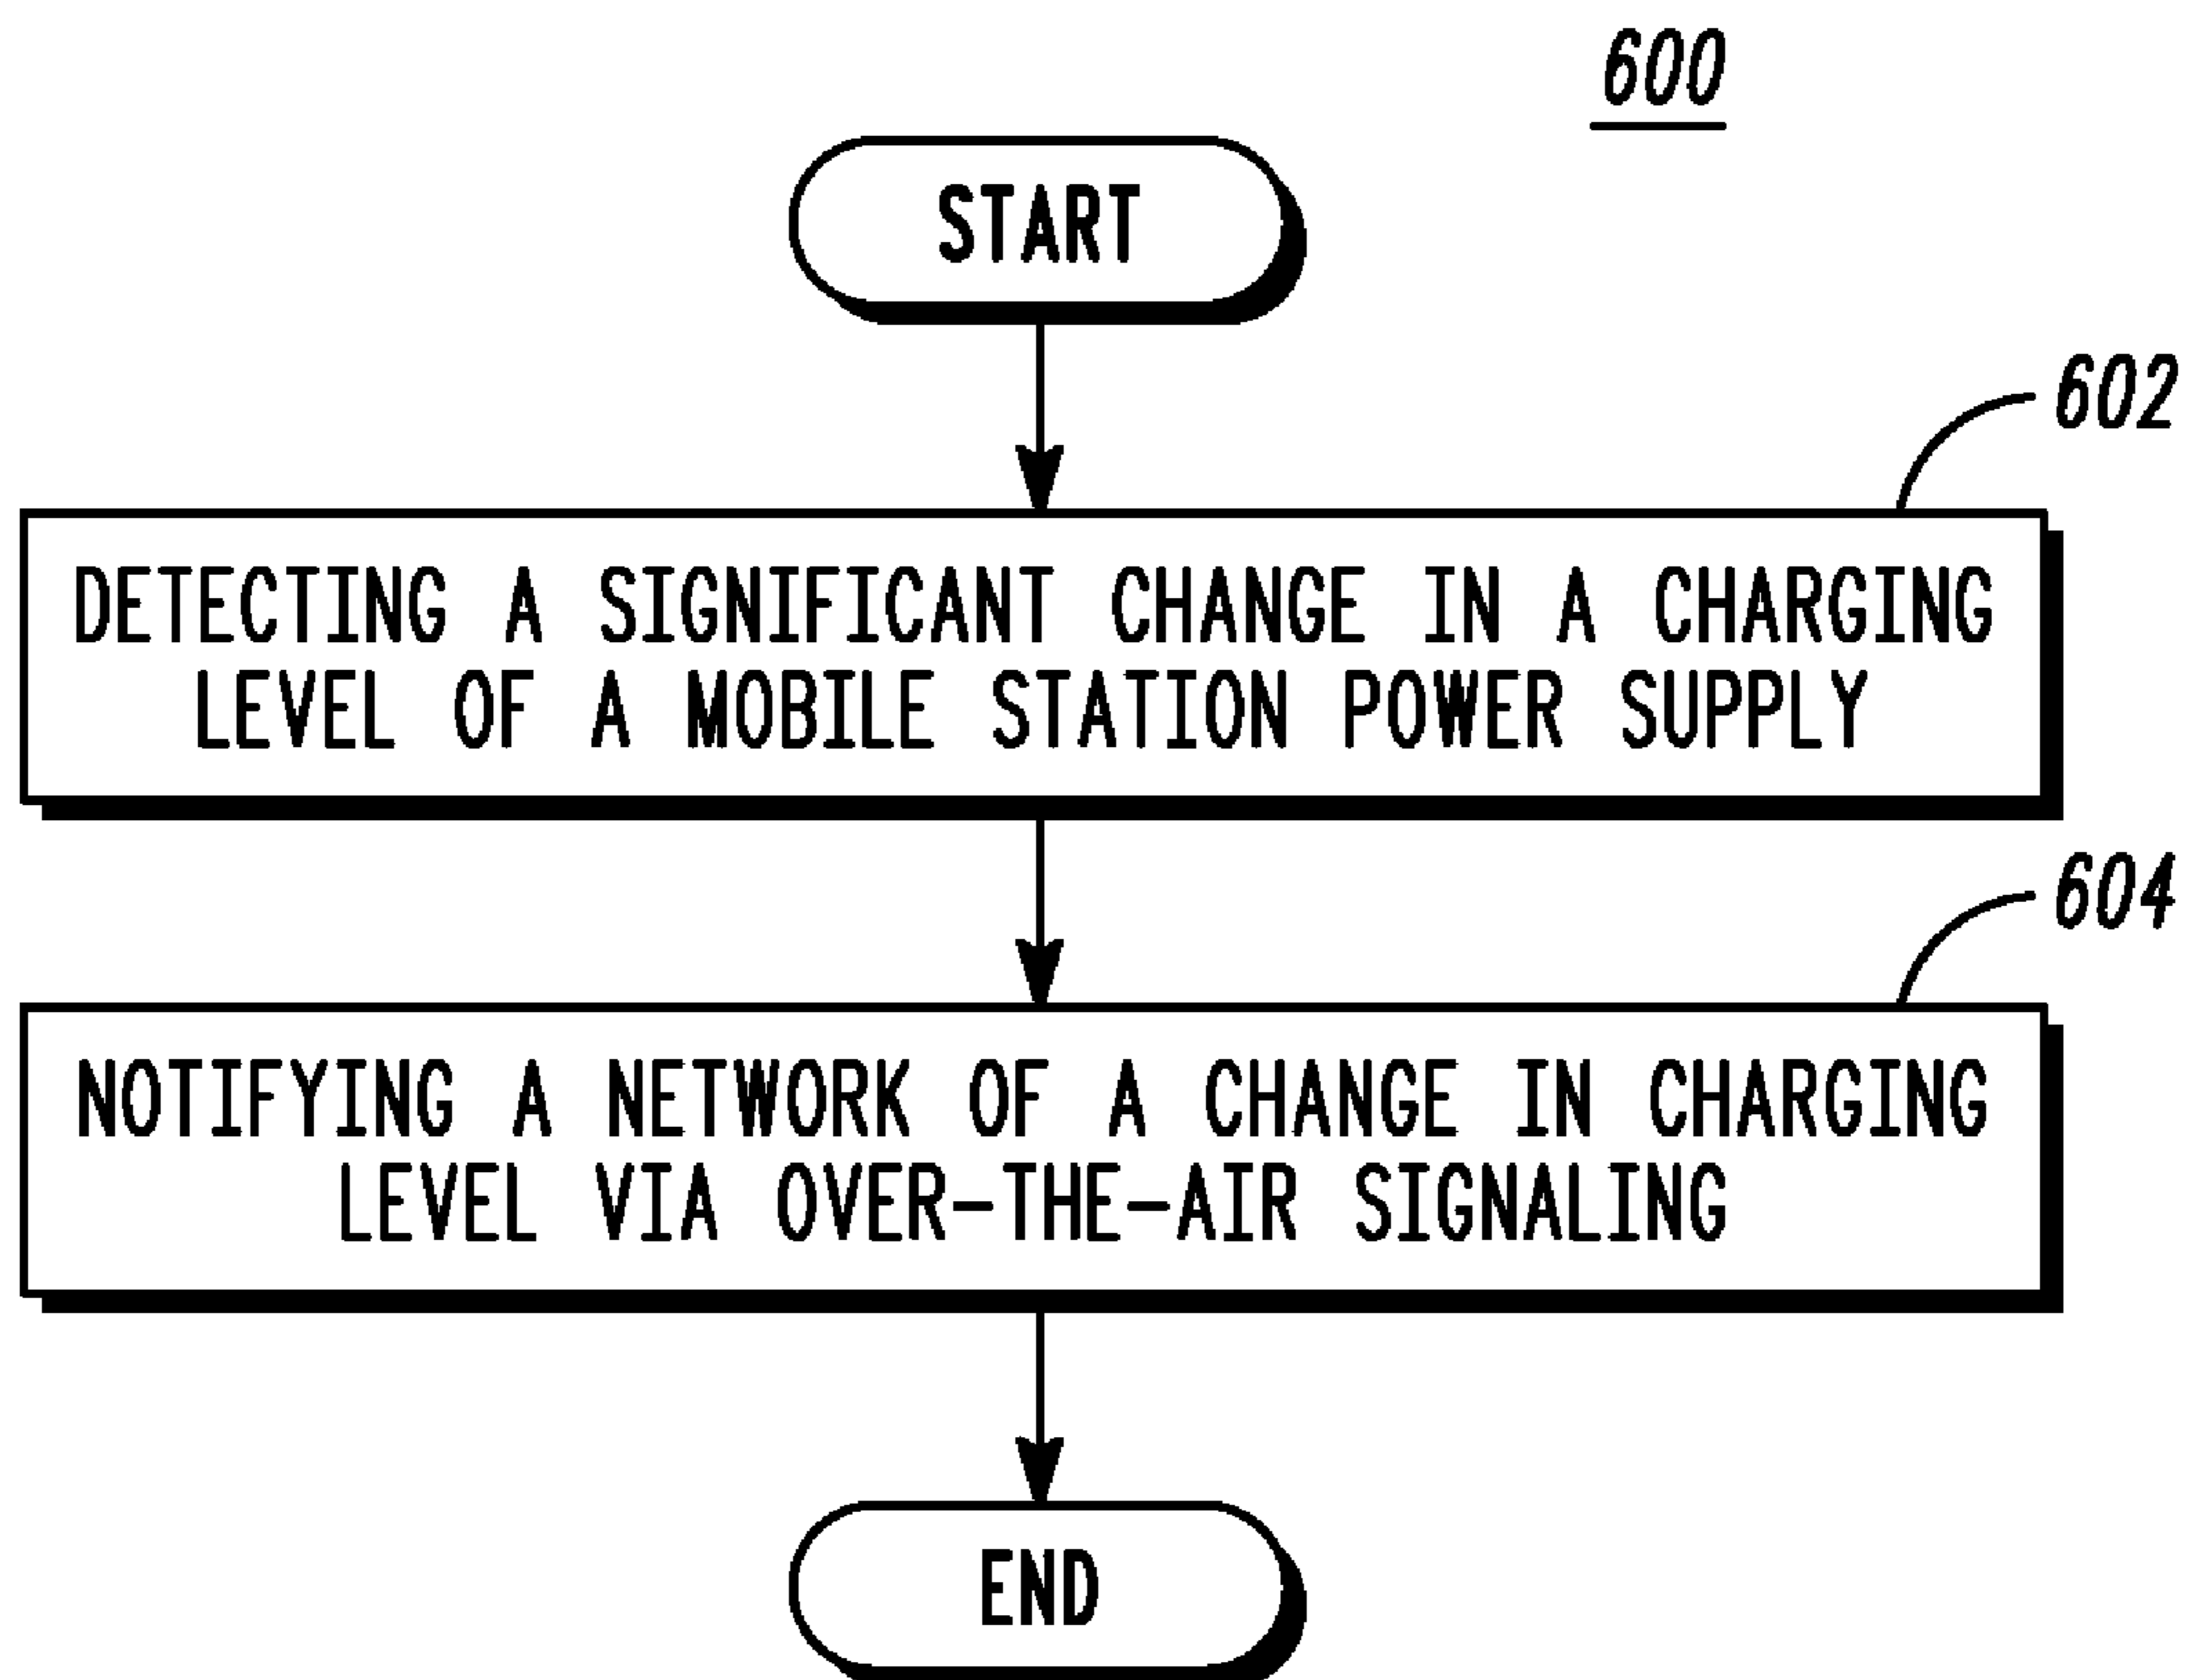 600
START
602
DETECTING A SIGNIFICANT CHANGE IN A CHARGING
LEVEL OF A MOBILE STATION POWER SUPPLY
604
NOTIFYING A NETWORK OF A CHANGE IN CHARGING
LEVEL VIA OVER-THE-AIR SIGNALING
END